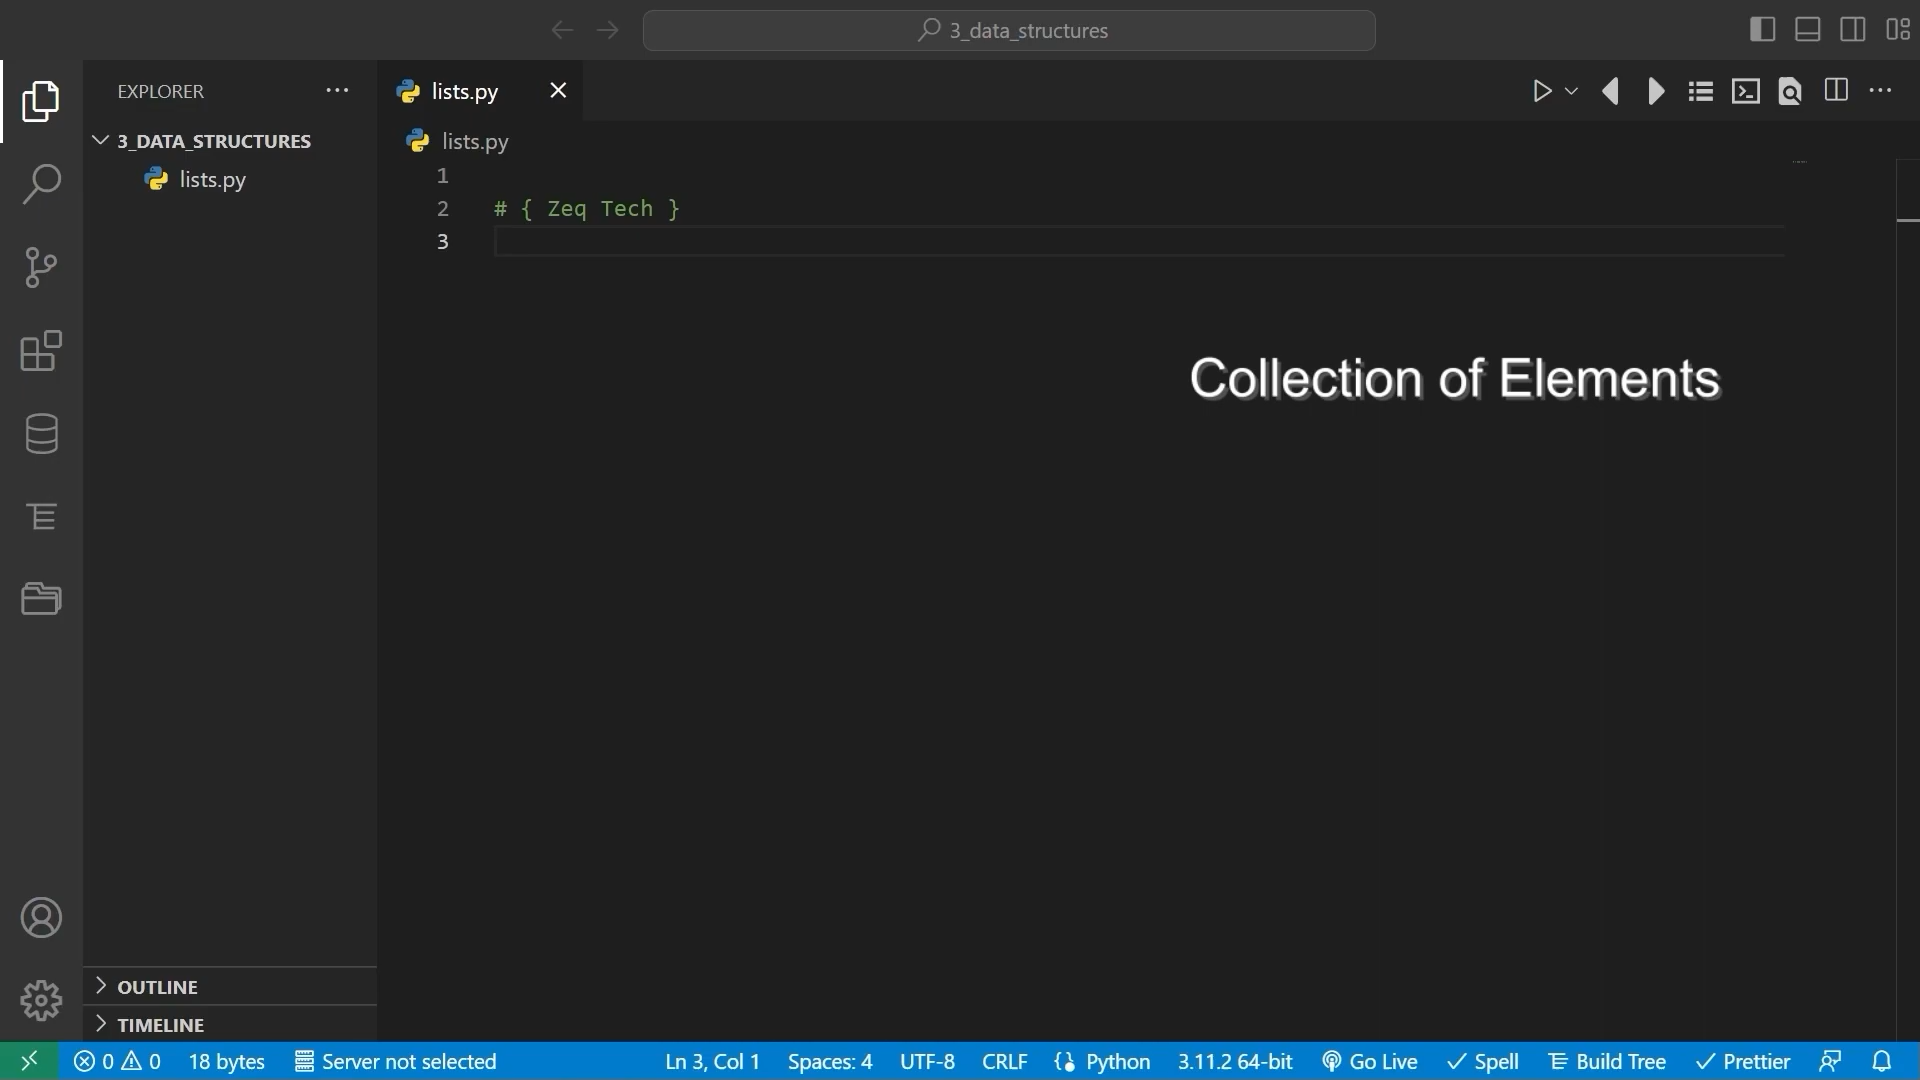 3_data_structures
EXPLORER
lists.py
3_DATA_STRUCTURES
lists.py
lists.py
1
2 # { Zeq Tech }
3
Collection of Elements
OUTLINE
TIMELINE
0 0 18 bytes Server not selected Ln 3, Col 1 Spaces: 4 UTF-8 CRLF Python 3.11.2 64-bit Go Live Spell Build Tree Prettier